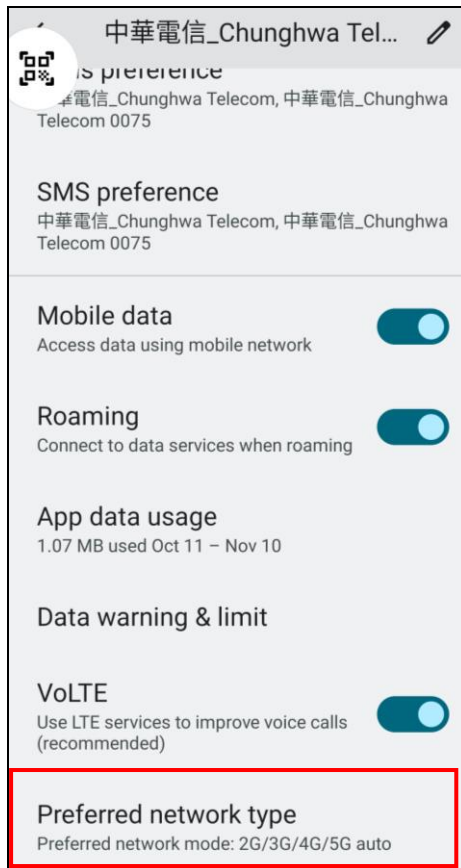 中華電信_Chunghwa Tel...
preference
電信_Chunghwa Telecom, 中華電信_Chunghwa
Telecom 0075
SMS preference
中華電信_Chunghwa Telecom, 中華電信_Chunghwa
Telecom 0075
Mobile data
Access data using mobile network
Roaming
Connect to data services when roaming
App data usage
1.07 MB used Oct 11 – Nov 10
Data warning & limit
VoLTE
Use LTE services to improve voice calls
(recommended)
Preferred network type
Preferred network mode: 2G/3G/4G/5G auto